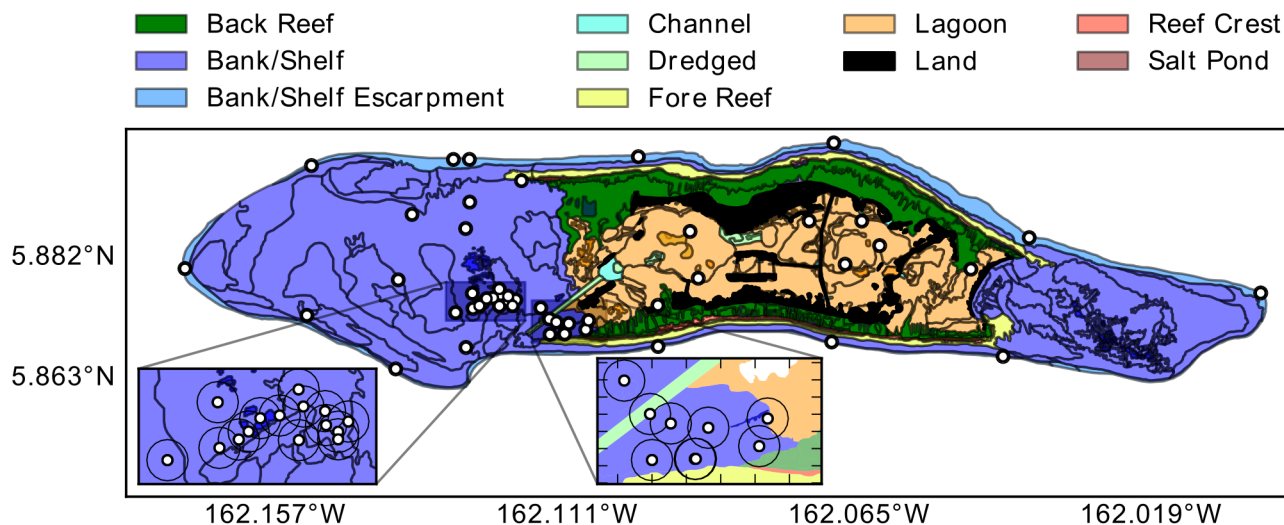 Back Reef Channel Lagoon Reef Crest
Bank/Shelf Dredged Land Salt Pond
Bank/Shelf Escarpment Fore Reef
5.882°N
5.863°N
162.157°W 162.111°W 162.065°W 162.019°W